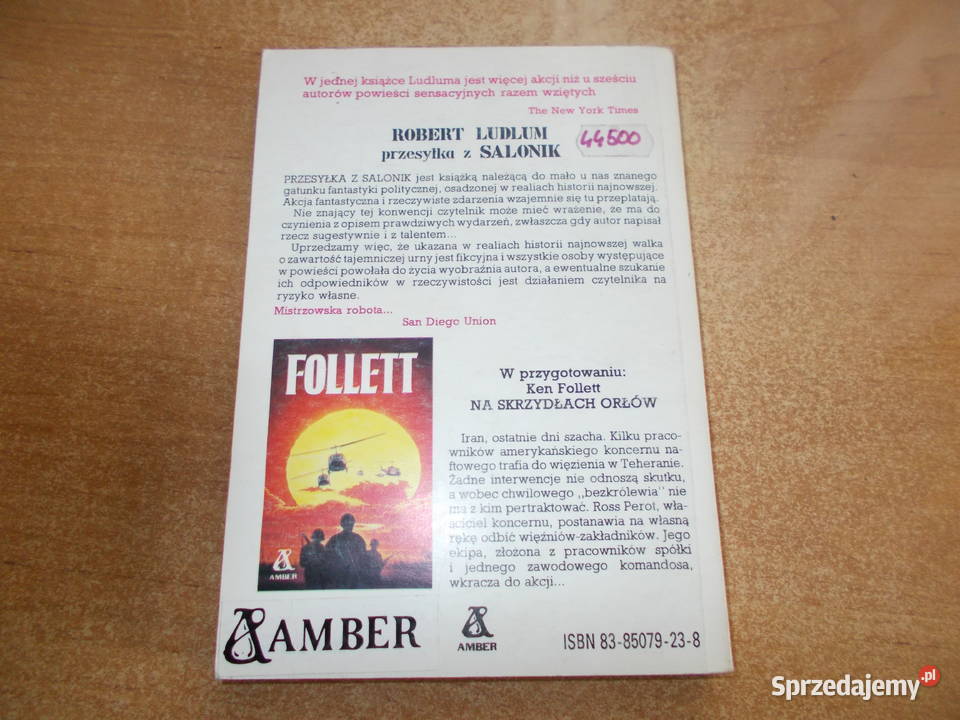 W jednej książce Ludluma jest więcej akcji niż u sześciu
autorów powieści sensacyjnych razem wziętych
The New York Times
ROBERT LUDLUM
przesyłka z SALONIK
44500
PRZESYŁKA Z SALONIK jest książką należącą do mało u nas znanego
gatunku fantastyki politycznej, osadzonej w realiach historii najnowszej.
Akcja fantastyczna i rzeczywiste zdarzenia wzajemnie się tu przeplatają.
Nie znający tej konwencji czytelnik może mieć wrażenie, że ma do
czynienia z opisem prawdziwych wydarzeń, zwłaszcza gdy autor napisał
rzecz sugestywnie i z talentem...
Uprzedzamy więc, że ukazana w realiach historii najnowszej walka
o zawartość tajemniczej urny jest fikcyjna i wszystkie osoby występujące
w powieści powołała do życia wyobraźnia autora, a ewentualne szukanie
ich odpowiedników w rzeczywistości jest działaniem czytelnika na
ryzyko własne.
Mistrzowska robota...
San Diego Union
FOLLETT
AMBER
W przygotowaniu:
Ken Follett
NA SKRZYDŁACH ORŁÓW
Iran, ostatnie dni szacha. Kilku praco-
wników amerykańskiego koncernu na-
ftowego trafia do więzienia w Teheranie.
Żadne interwencje nie odnoszą skutku,
a wobec chwilowego ,,bezkrólewia" nie
ma z kim pertraktować. Ross Perot, wła-
ściciel koncernu, postanawia na własną
rękę odbić więźniów-zakładników. Jego
ekipa, złożona z pracowników spółki
i jednego zawodowego komandosa,
wkracza do akcji...
AMBER
AMBER
ISBN 83-85079-23-8
Sprzedajemy.pl